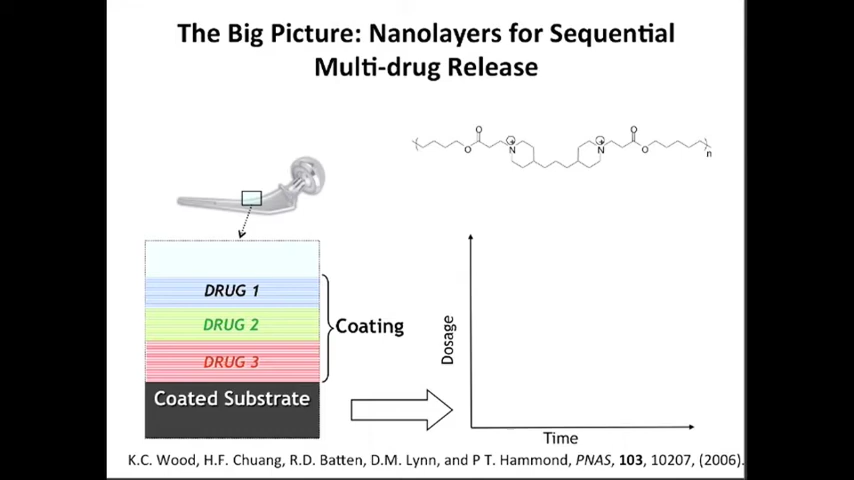 The Big Picture: Nanolayers for Sequential
Multi-drug Release
O
O
N
+
N
+
O
O
n
DRUG 1
DRUG 2
DRUG 3
Coating
Coated Substrate
Dosage
Time
K.C. Wood, H.F. Chuang, R.D. Batten, D.M. Lynn, and P T. Hammond, PNAS, 103, 10207, (2006).